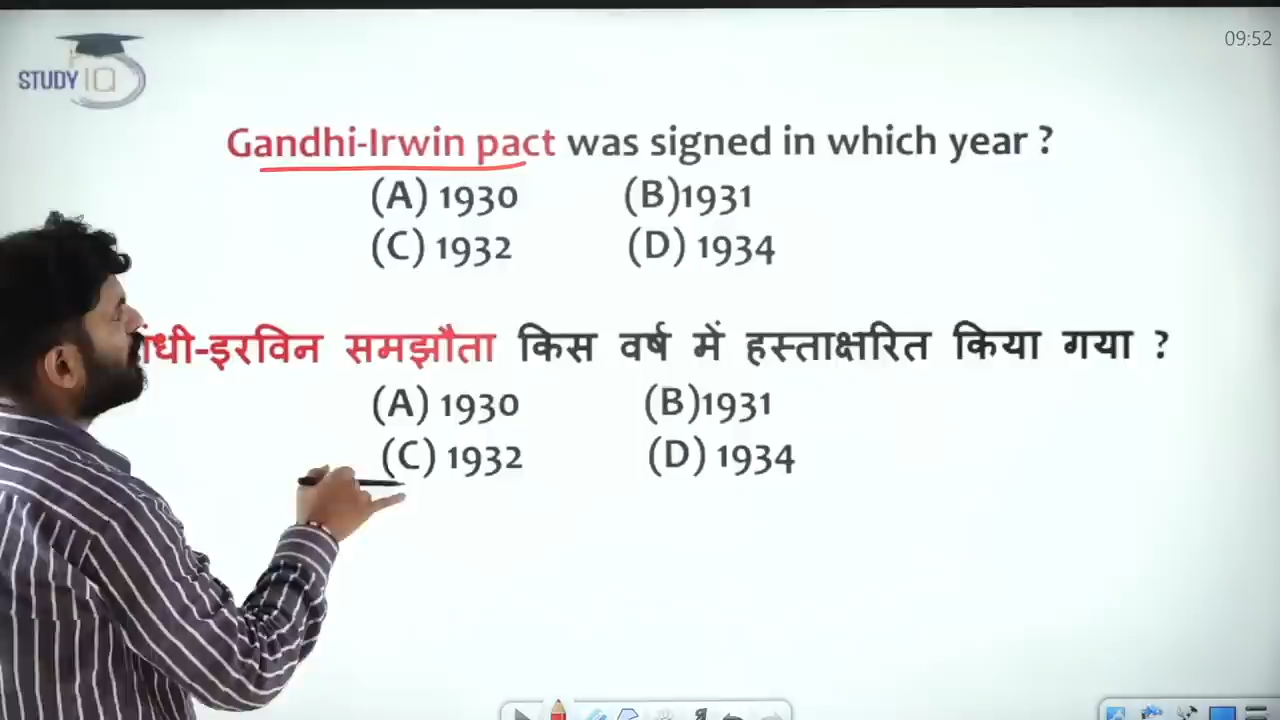 STUDY IQ
09:52
Gandhi-Irwin pact was signed in which year ?
(A) 1930 (B)1931
(C) 1932 (D) 1934
इरविन समझौता किस वर्ष में हस्ताक्षरित किया गया ?
(A) 1930 (B)1931
(C) 1932 (D) 1934